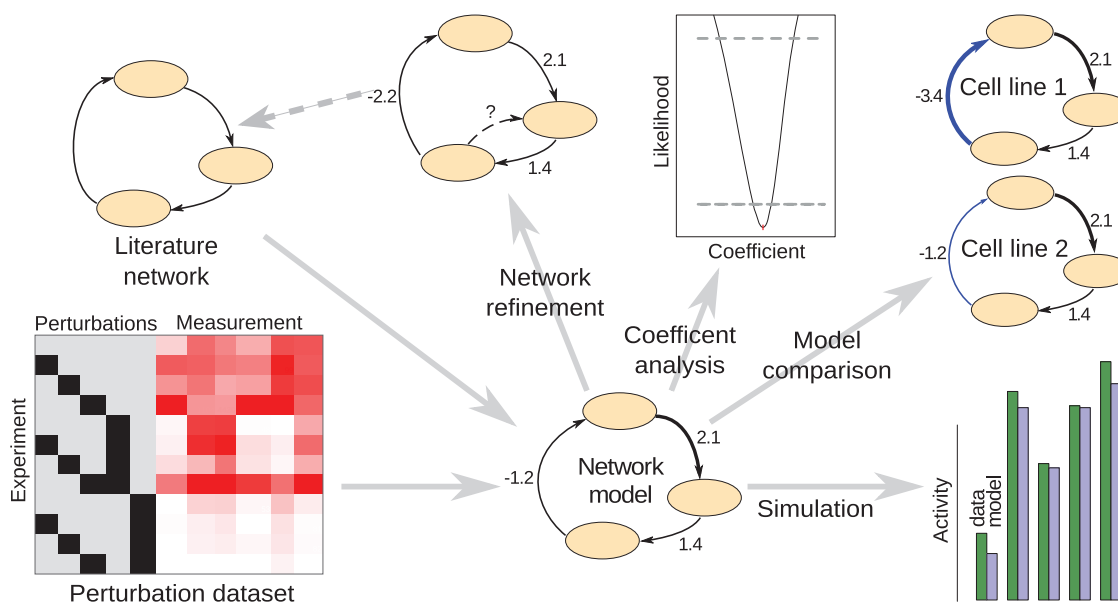 -2.2
2.1
?
1.4
Literature
network
Likelihood
Coefficient
2.1
-3.4
Cell line 1
1.4
2.1
-1.2
Cell line 2
1.4
Network
refinement
Coefficent
analysis
Model
comparison
Perturbations
Measurement
Experiment
Perturbation dataset
2.1
-1.2
Network
model
1.4
Simulation
Activity
data
model